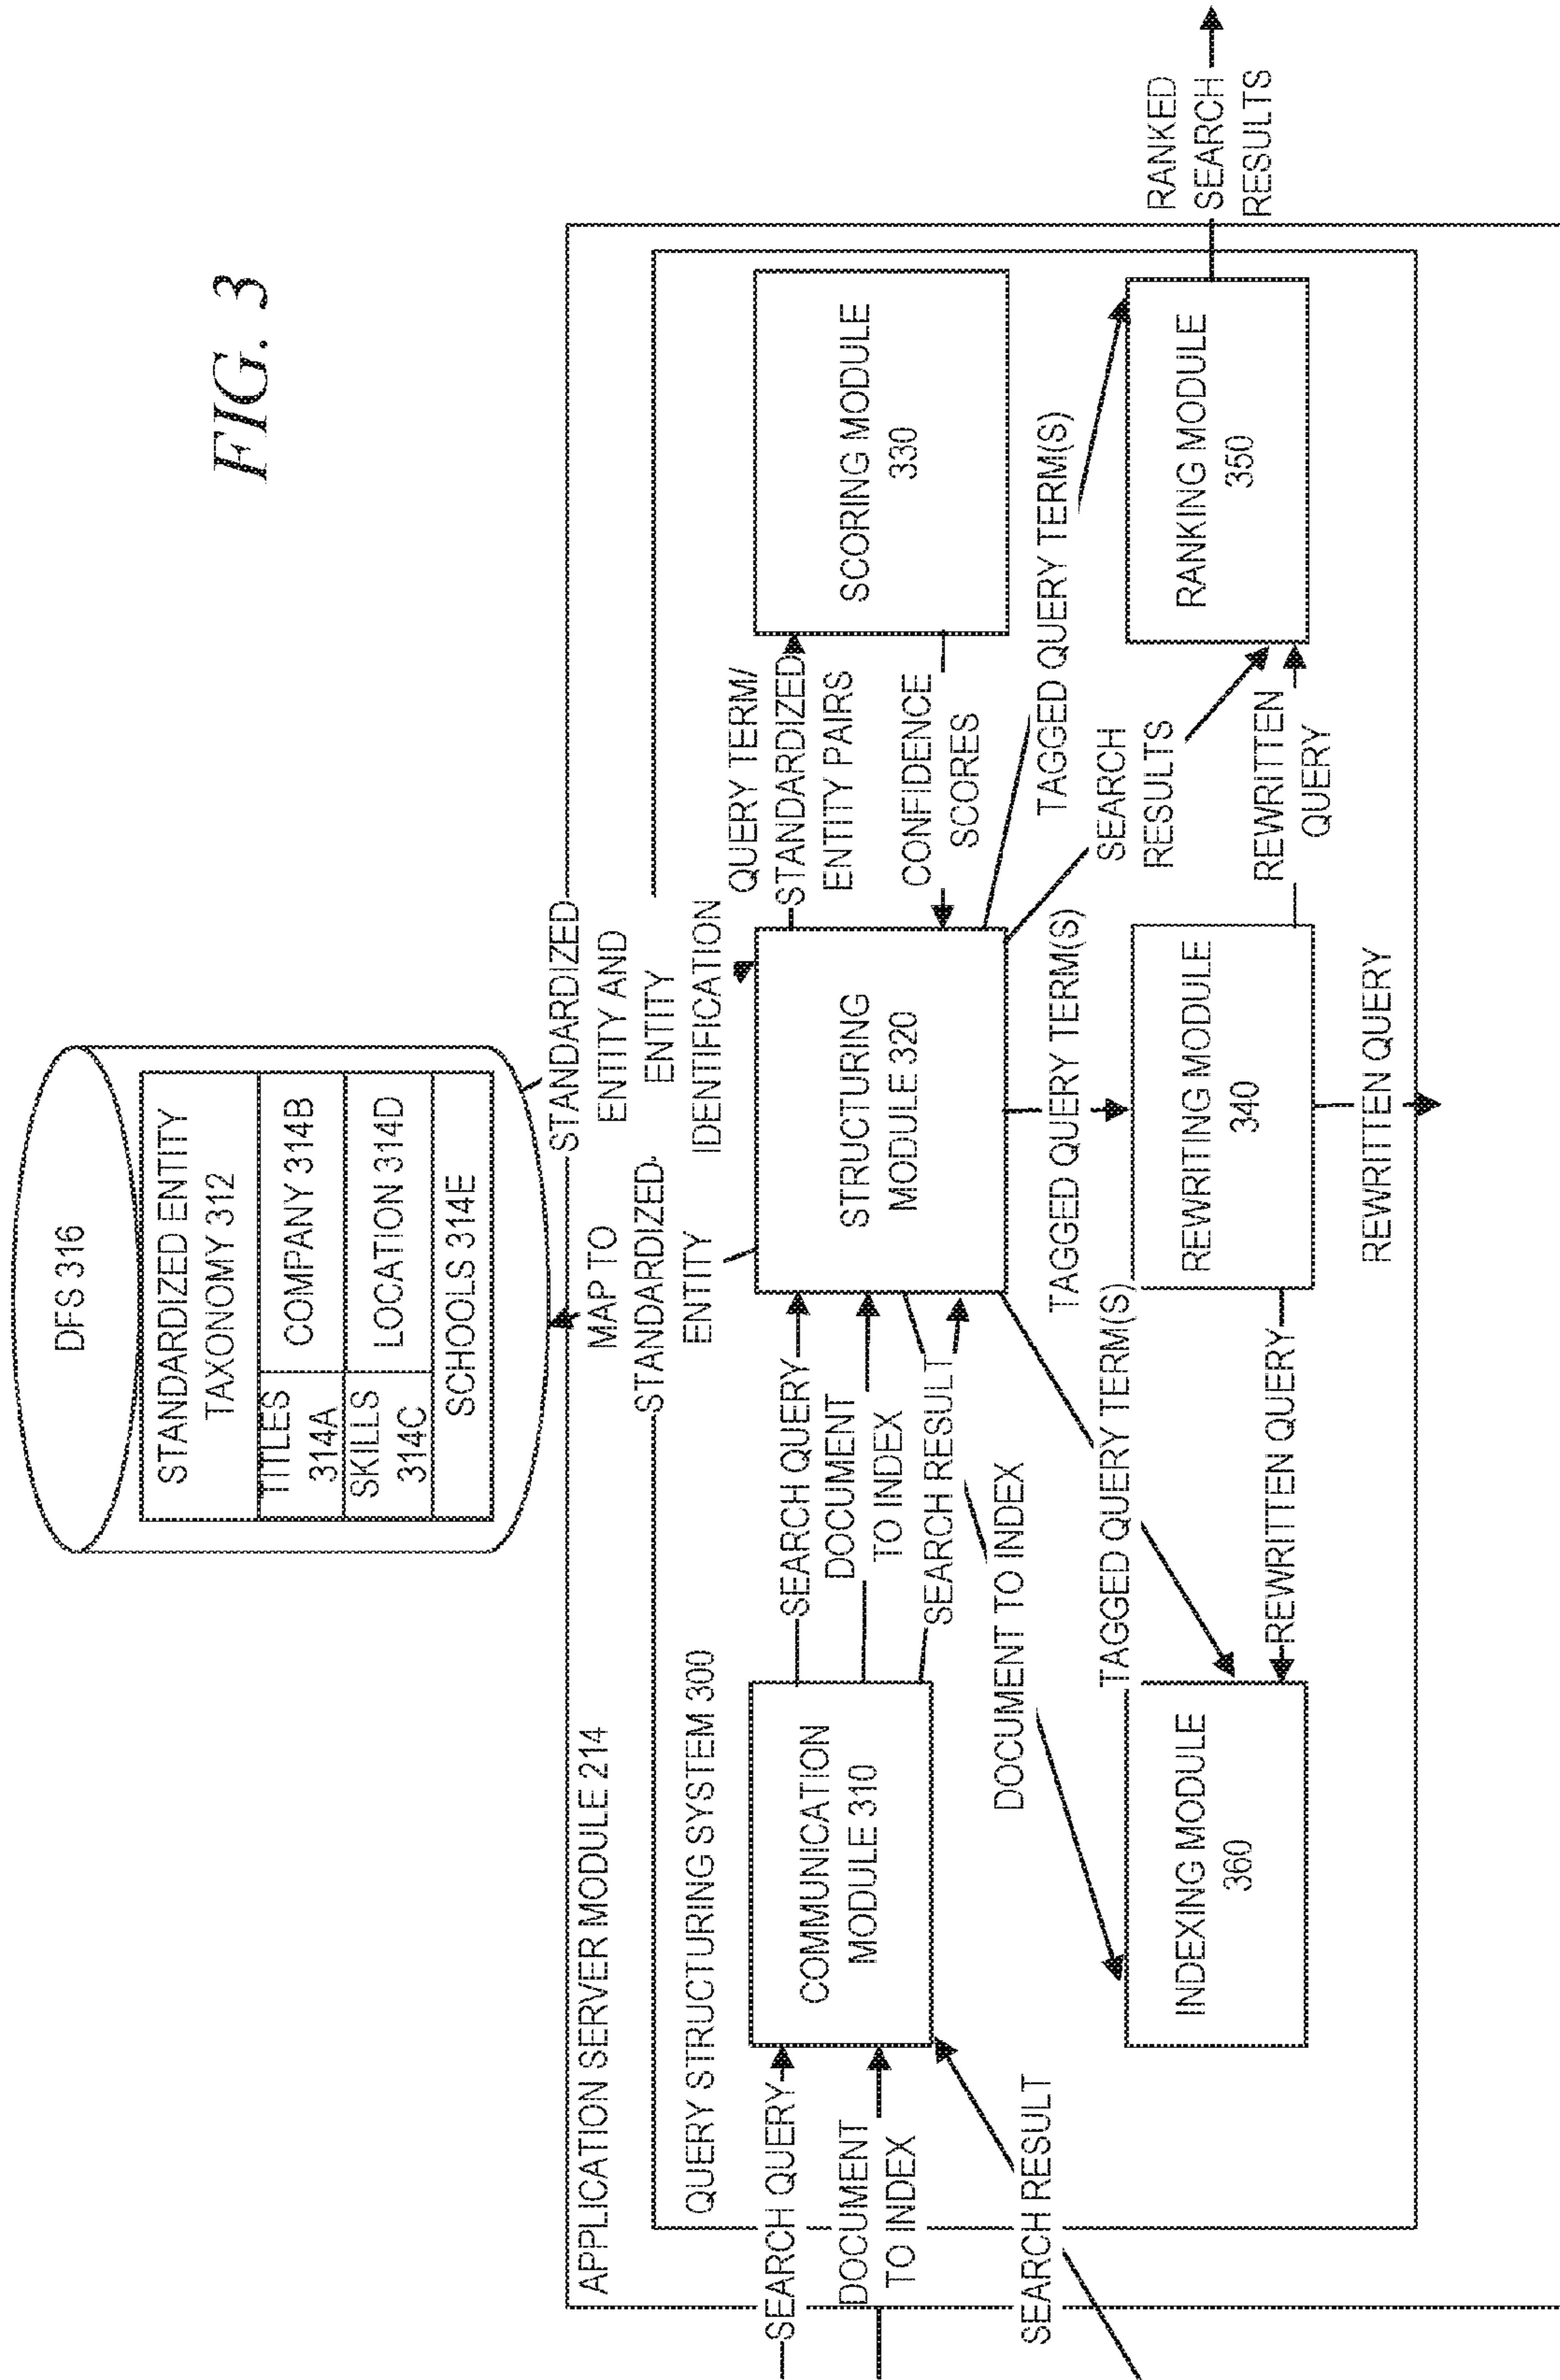 FIG. 3
DFS 316
STANDARDIZED ENTITY
TAXONOMY 312
TITLES
314A
COMPANY 314B
SKILLS
314C
LOCATION 314D
SCHOOLS 314E
APPLICATION SERVER MODULE 214
QUERY STRUCTURING SYSTEM 300
MAP TO
STANDARDIZED
ENTITY
STANDARDIZED
ENTITY AND
ENTITY
IDENTIFICATION
SEARCH QUERY
DOCUMENT
TO INDEX
SEARCH RESULT
COMMUNICATION
MODULE 310
SEARCH QUERY
DOCUMENT
TO INDEX
SEARCH RESULT
STRUCTURING
MODULE 320
QUERY TERM/
STANDARDIZED
ENTITY PAIRS
CONFIDENCE
SCORES
SCORING MODULE
330
DOCUMENT TO INDEX
TAGGED QUERY TERM(S)
TAGGED QUERY TERM(S)
TAGGED QUERY TERM(S)
SEARCH
RESULTS
INDEXING MODULE
360
REWRITTEN QUERY
REWRITING MODULE
340
REWRITTEN
QUERY
RANKING MODULE
350
RANKED
SEARCH
RESULTS
REWRITTEN QUERY